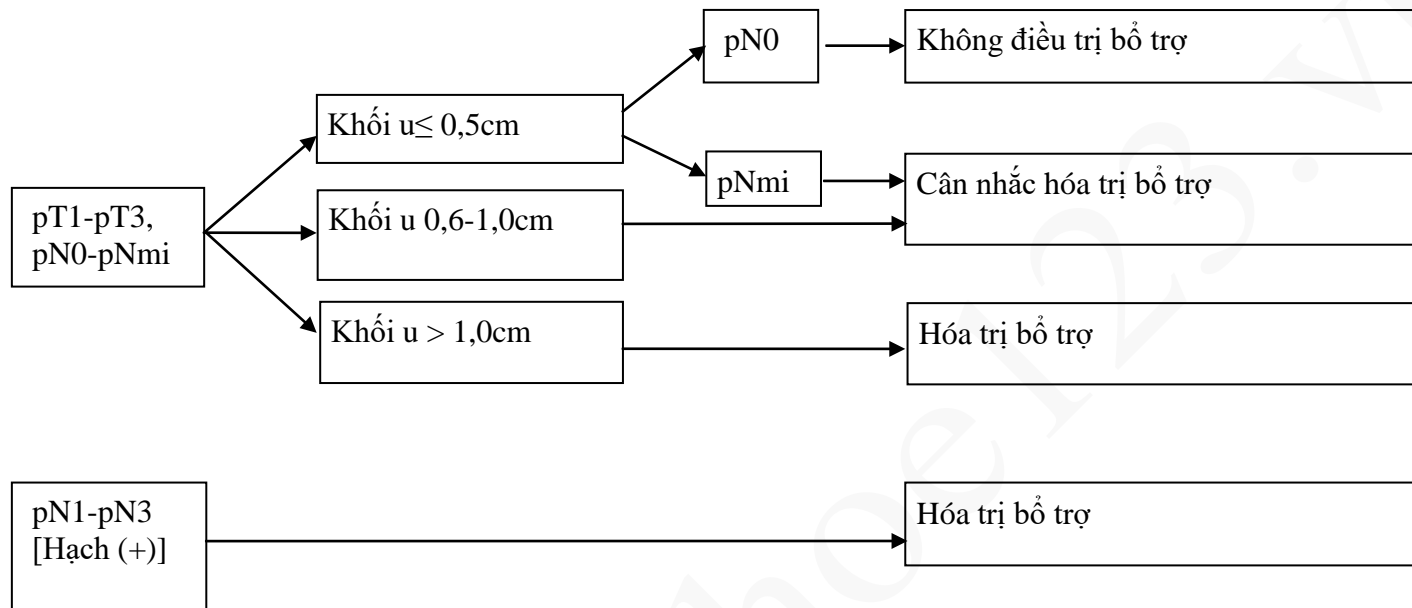 pN0
Không điều trị bổ trợ
Khối u≤ 0,5cm
pNmi
Cân nhắc hóa trị bổ trợ
pT1-pT3,
pN0-pNmi
Khối u 0,6-1,0cm
Khối u > 1,0cm
Hóa trị bổ trợ
pN1-pN3
[Hạch (+)]
Hóa trị bổ trợ
hoe123.v